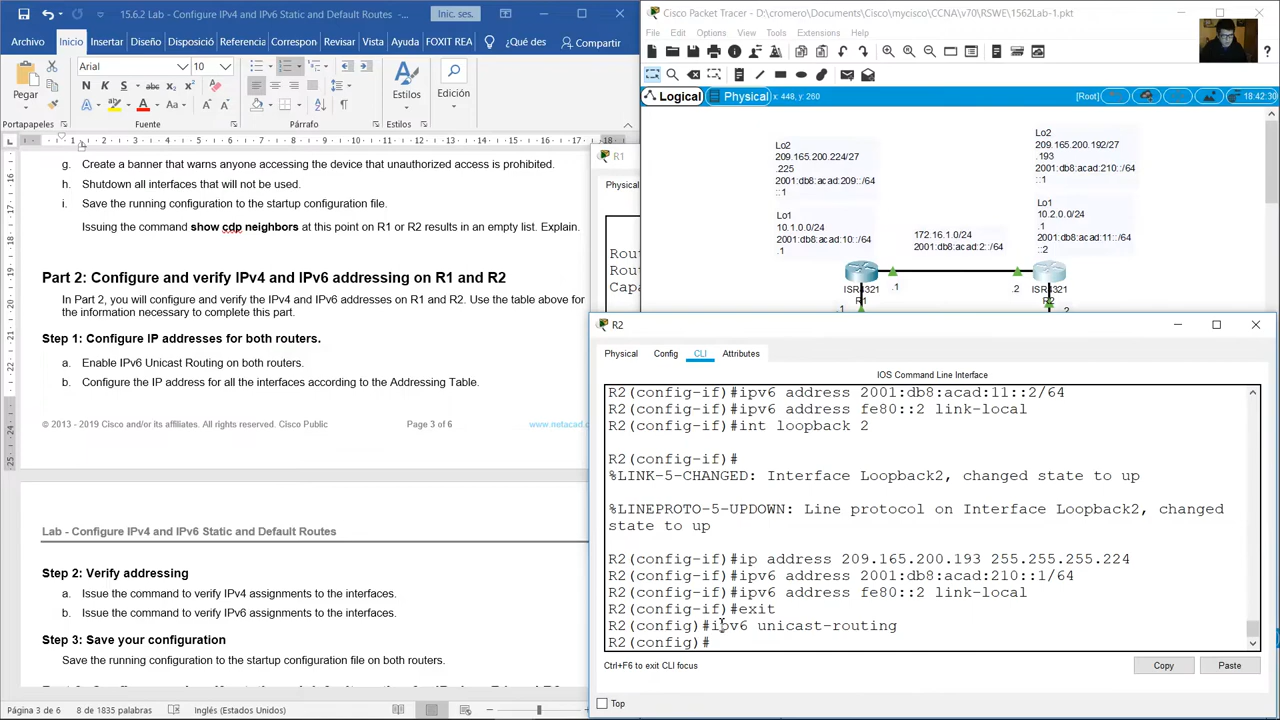 15.6.2 Lab - Configure IPv4 and IPv6 Static and Default Routes
Inic. ses.
Archivo Inicio Insertar Diseño Disposició Referencia Correspon Revisar Vista Ayuda FOXIT REA ¿Qué des Compartir
Pegar
Arial 10
Estilos
Edición
Portapapeles Fuente Párrafo Estilos
g. Create a banner that warns anyone accessing the device that unauthorized access is prohibited.
h. Shutdown all interfaces that will not be used.
i. Save the running configuration to the startup configuration file.
Issuing the command show cdp neighbors at this point on R1 or R2 results in an empty list. Explain.
Part 2: Configure and verify IPv4 and IPv6 addressing on R1 and R2
In Part 2, you will configure and verify the IPv4 and IPv6 addresses on R1 and R2. Use the table above for
the information necessary to complete this part.
Step 1: Configure IP addresses for both routers.
a. Enable IPv6 Unicast Routing on both routers.
b. Configure the IP address for all the interfaces according to the Addressing Table.
© 2013 - 2019 Cisco and/or its affiliates. All rights reserved. Cisco Public Page 3 of 6 www.netacad.c
Lab - Configure IPv4 and IPv6 Static and Default Routes
Step 2: Verify addressing
a. Issue the command to verify IPv4 assignments to the interfaces.
b. Issue the command to verify IPv6 assignments to the interfaces.
Step 3: Save your configuration
Save the running configuration to the startup configuration file on both routers.
Página 3 de 6 8 de 1835 palabras Inglés (Estados Unidos)
Cisco Packet Tracer - D:\cromero\Documents\Cisco\mycisco\CCNA\v70\RSWE\1562Lab-1.pkt
File Edit Options View Tools Extensions Help
Logical Physical x: 448, y: 260 [Root] 18:42:30
Lo2
209.165.200.224/27
.225
2001:db8:acad:209::/64
::1
Lo1
10.1.0.0/24
2001:db8:acad:10::/64
.1
172.16.1.0/24
2001:db8:acad:2::/64
Lo2
209.165.200.192/27
.193
2001:db8:acad:210::/64
::1
Lo1
10.2.0.0/24
.1
2001:db8:acad:11::/64
::2
.1 .2
ISR4321
R1
ISR4321
R2
.1
.2
R1
Physical
Rout
Rout
Capa
R2
Physical Config CLI Attributes
IOS Command Line Interface
R2(config-if)#ipv6 address 2001:db8:acad:11::2/64
R2(config-if)#ipv6 address fe80::2 link-local
R2(config-if)#int loopback 2
R2(config-if)#
%LINK-5-CHANGED: Interface Loopback2, changed state to up
%LINEPROTO-5-UPDOWN: Line protocol on Interface Loopback2, changed
state to up
R2(config-if)#ip address 209.165.200.193 255.255.255.224
R2(config-if)#ipv6 address 2001:db8:acad:210::1/64
R2(config-if)#ipv6 address fe80::2 link-local
R2(config-if)#exit
R2(config)#ipv6 unicast-routing
R2(config)#
Ctrl+F6 to exit CLI focus
Copy Paste
Top